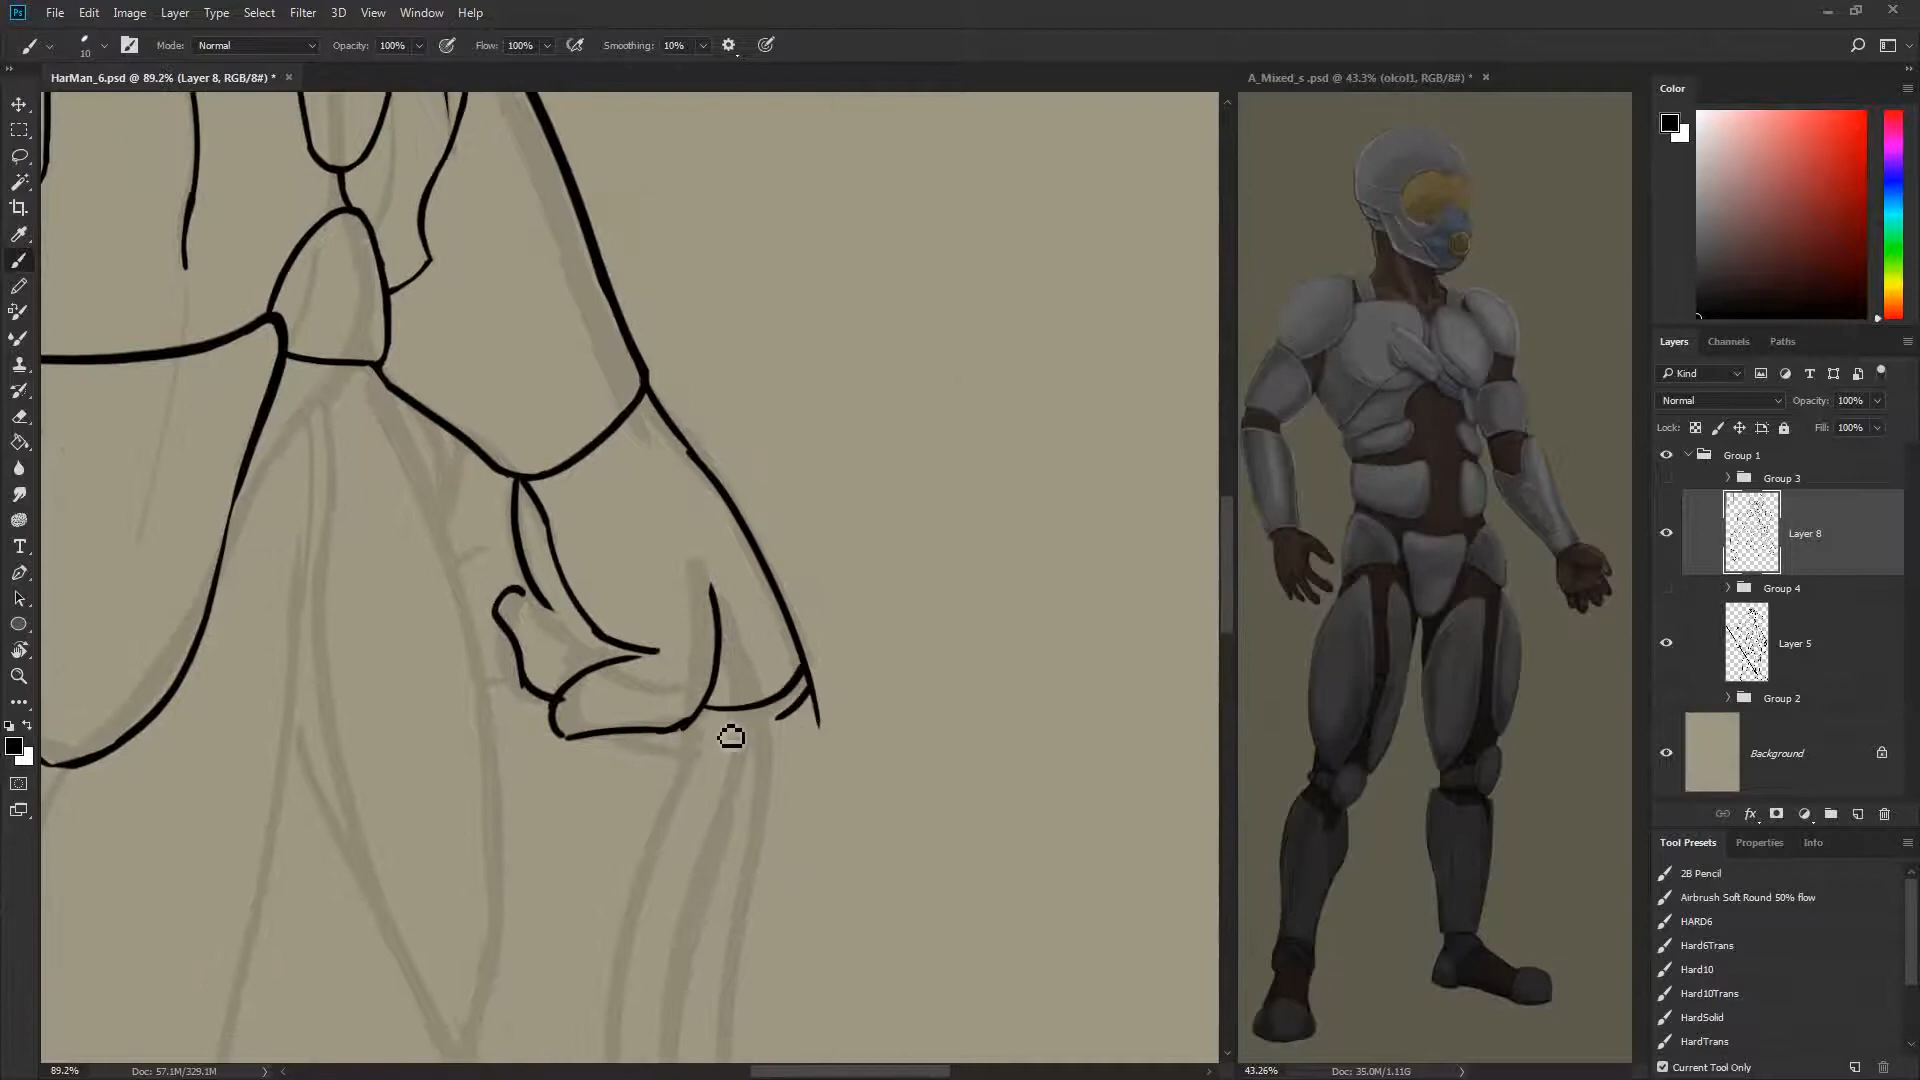 Ps File Edit Image Layer Type Select Filter 3D View Window Help
10 Mode: Normal Opacity: 100% Flow: 100% Smoothing: 10%
HarMan_6.psd @ 89.2% (Layer 8, RGB/8#) * ×
A_Mixed_s .psd @ 43.3% (olcol1, RGB/8#) * ×
Color
Layers Channels Paths
Kind
Normal Opacity: 100%
Lock: Fill: 100%
Group 1
Group 3
Layer 8
Group 4
Layer 5
Group 2
Background
fx
Tool Presets Properties Info
2B Pencil
Airbrush Soft Round 50% flow
HARD6
Hard6Trans
Hard10
Hard10Trans
HardSolid
HardTrans
Current Tool Only
89.2% Doc: 57.1M/329.1M
43.26% Doc: 35.0M/1.11G